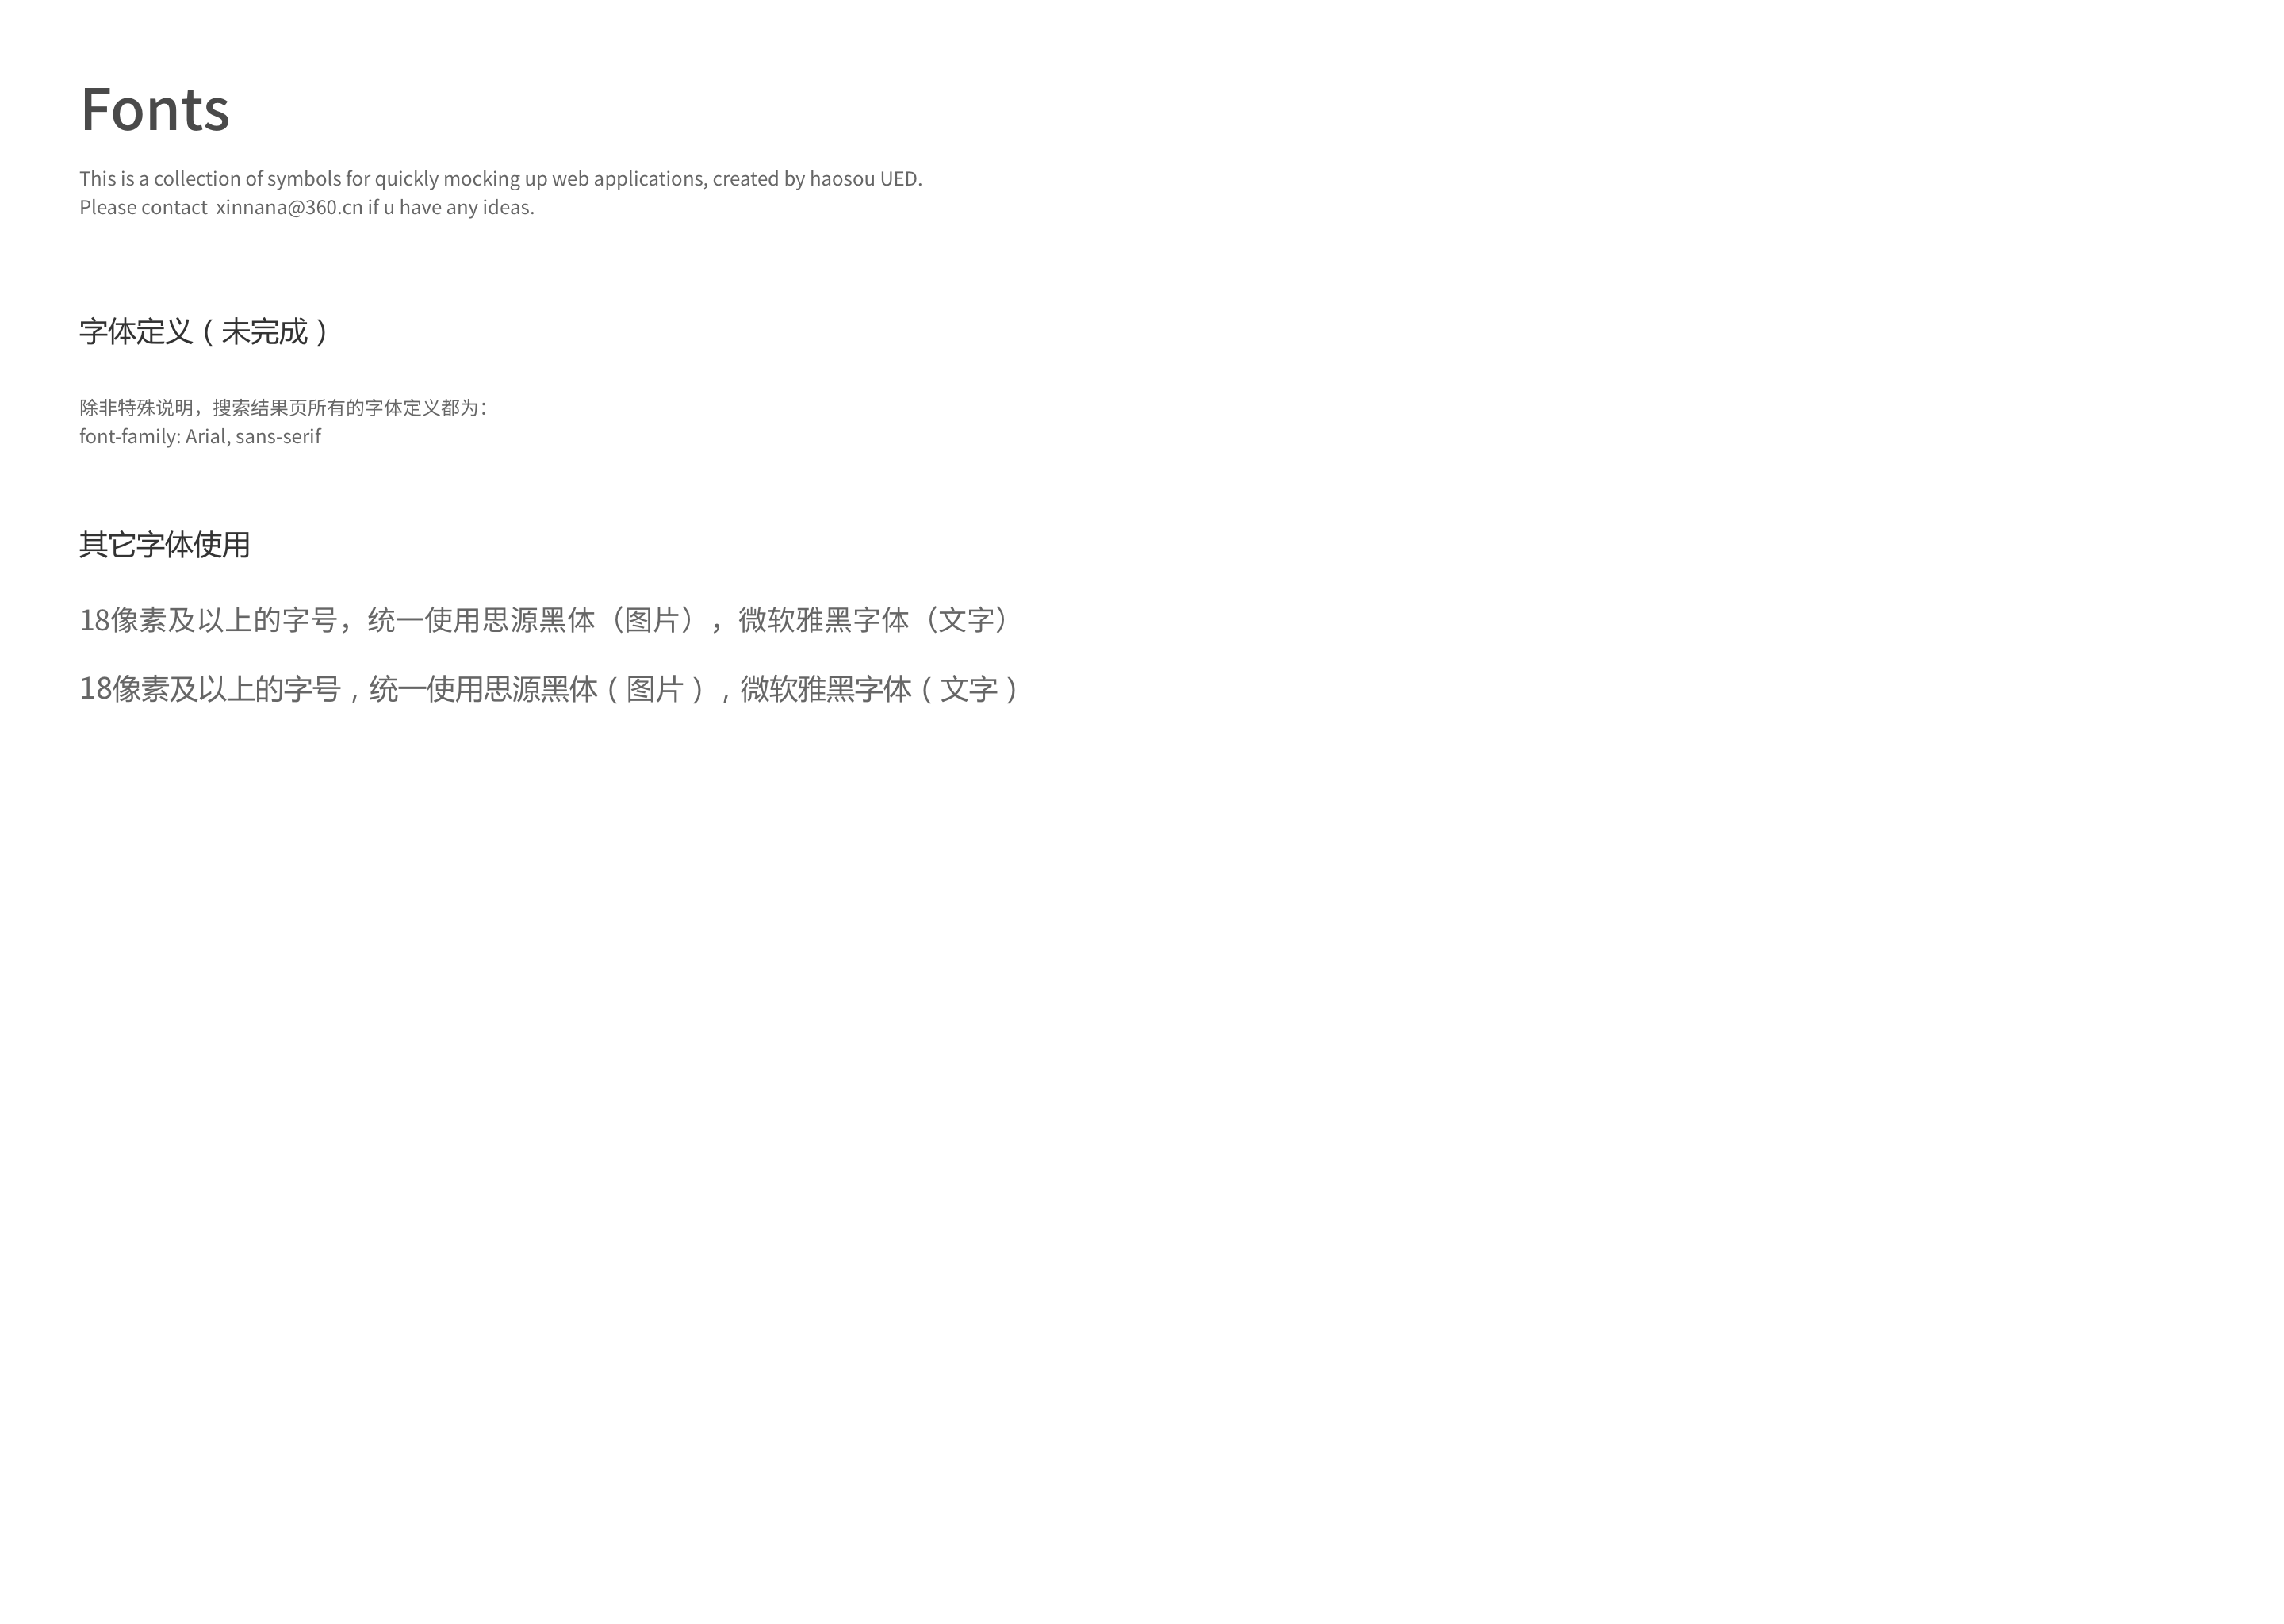 Fonts
This is a collection of symbols for quickly mocking up web applications, created by haosou UED.
Please contact  xinnana@360.cn if u have any ideas.
字体定义（未完成）
除非特殊说明，搜索结果页所有的字体定义都为：
font-family: Arial, sans-serif
其它字体使用
18像素及以上的字号，统一使用思源黑体（图片），微软雅黑字体（文字）
18像素及以上的字号，统一使用思源黑体（图片），微软雅黑字体（文字）